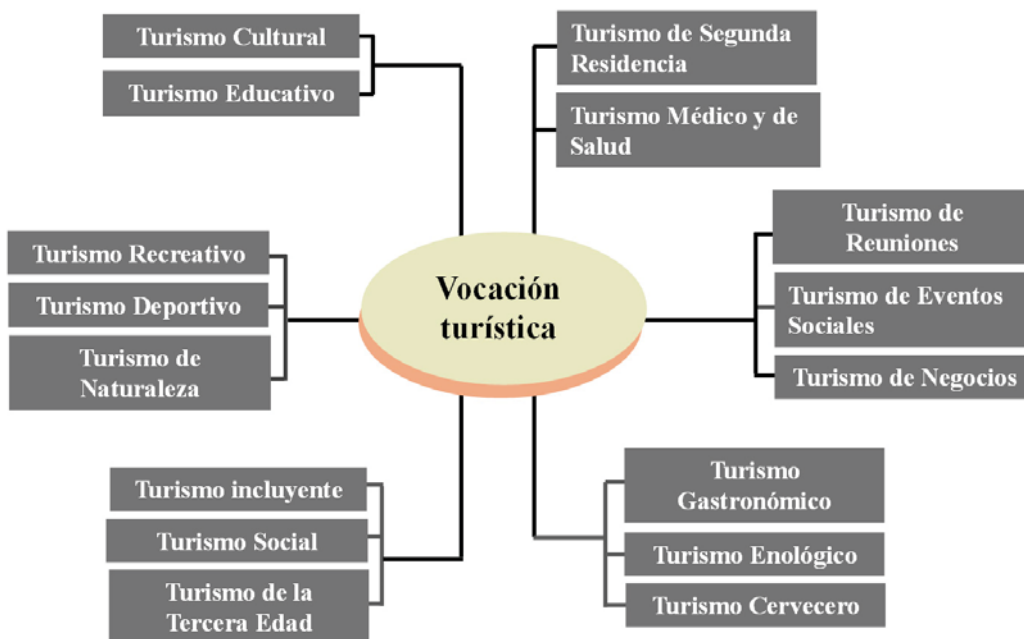 Turismo Cultural
Turismo Educativo
Turismo de Segunda
Residencia
Turismo Médico y de
Salud
Turismo Recreativo
Turismo Deportivo
Turismo de
Naturaleza
Vocación
turística
Turismo de
Reuniones
Turismo de Eventos
Sociales
Turismo de Negocios
Turismo incluyente
Turismo Social
Turismo de la
Tercera Edad
Turismo
Gastronómico
Turismo Enológico
Turismo Cervecero